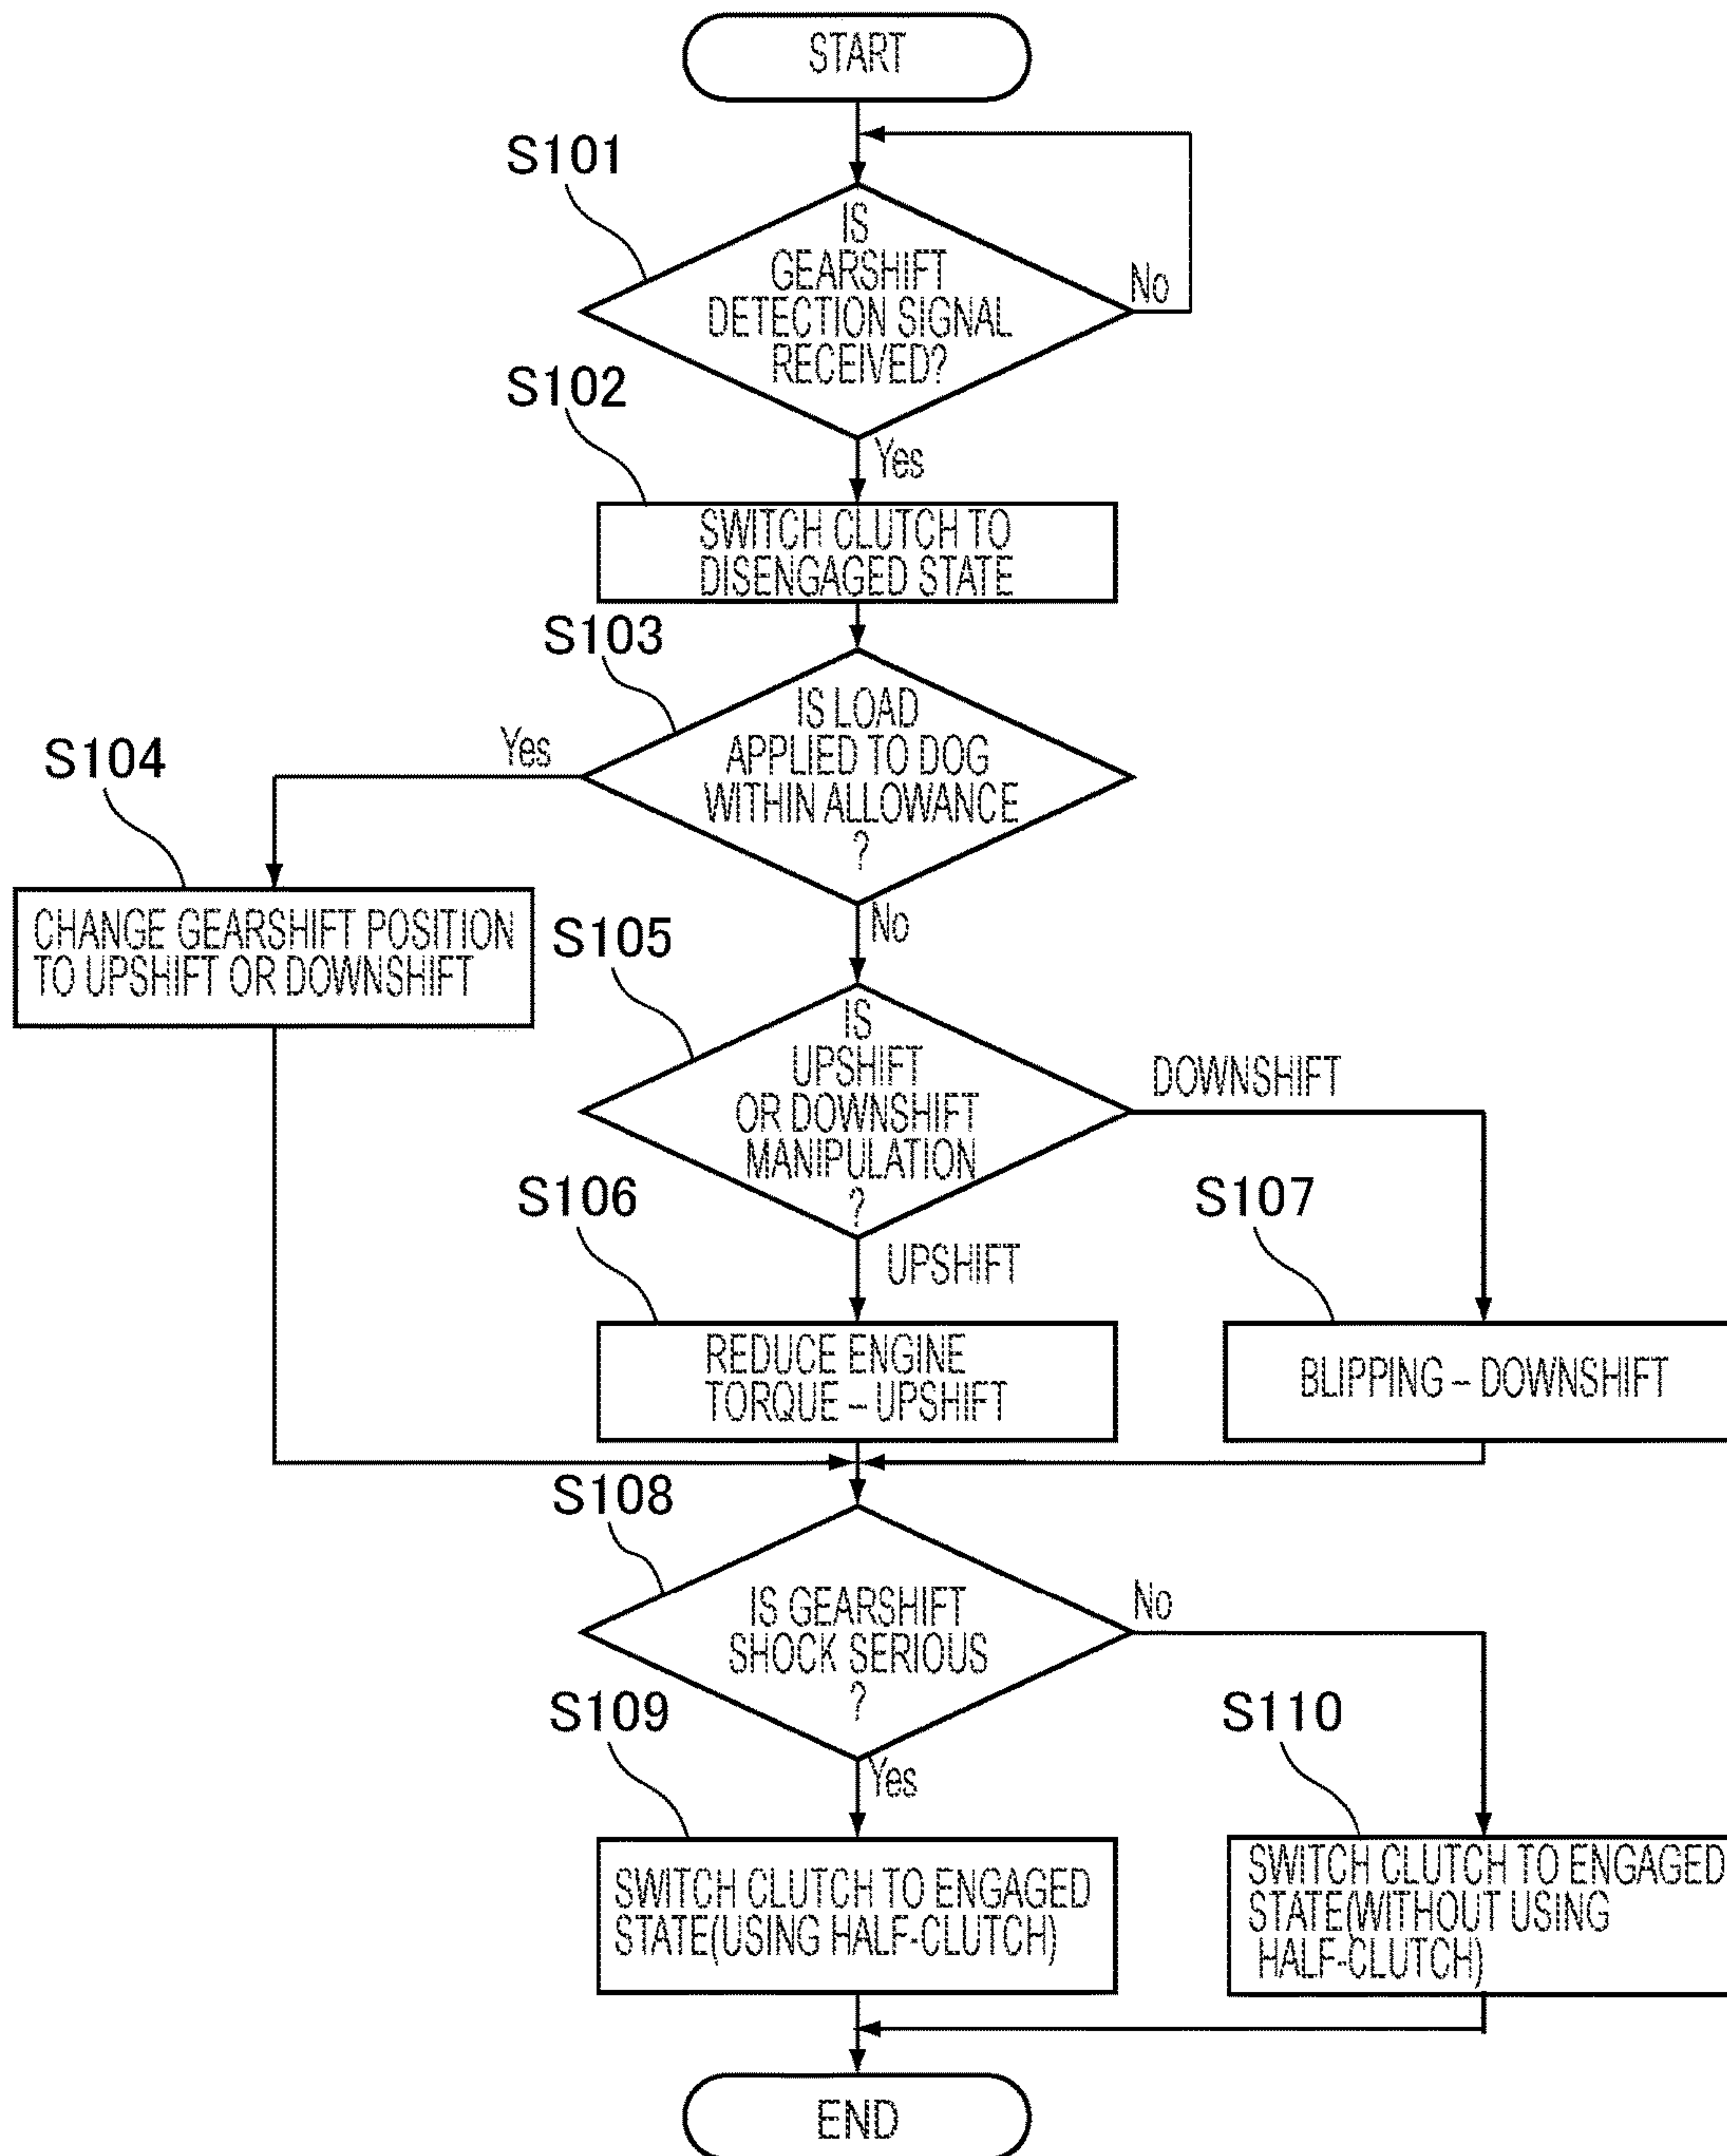 START
S101
IS
GEARSHIFT
DETECTION SIGNAL
RECEIVED?
No
Yes
S102
SWITCH CLUTCH TO
DISENGAGED STATE
S103
IS LOAD
APPLIED TO DOG
WITHIN ALLOWANCE
?
Yes
No
S104
CHANGE GEARSHIFT POSITION
TO UPSHIFT OR DOWNSHIFT
S105
IS
UPSHIFT
OR DOWNSHIFT
MANIPULATION
?
DOWNSHIFT
UPSHIFT
S106
REDUCE ENGINE
TORQUE – UPSHIFT
S107
BLIPPING – DOWNSHIFT
S108
IS GEARSHIFT
SHOCK SERIOUS
?
No
Yes
S109
SWITCH CLUTCH TO ENGAGED
STATE(USING HALF-CLUTCH)
S110
SWITCH CLUTCH TO ENGAGED
STATE(WITHOUT USING
HALF-CLUTCH)
END